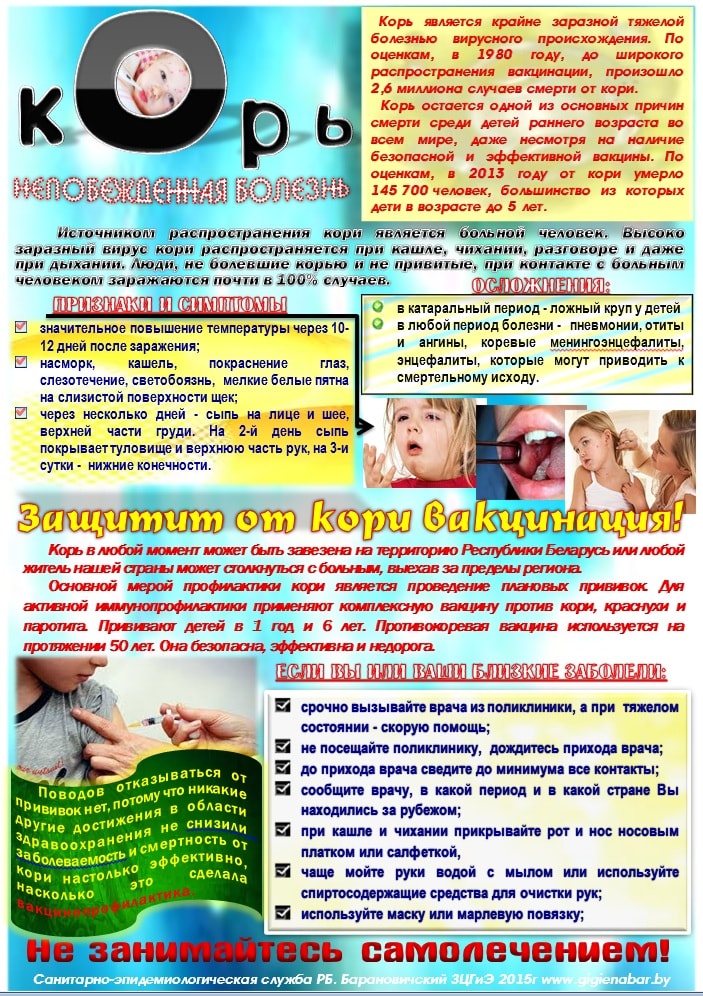 Корь
НЕПОБЕЖДЕННАЯ БОЛЕЗНЬ
Корь является крайне заразной тяжелой
болезнью вирусного происхождения. По
оценкам, в 1980 году, до широкого
распространения вакцинации, произошло
2,6 миллиона случаев смерти от кори.
Корь остается одной из основных причин
смерти среди детей раннего возраста во
всем мире, даже несмотря на наличие
безопасной и эффективной вакцины. По
оценкам, в 2013 году от кори умерло
145 700 человек, большинство из которых
дети в возрасте до 5 лет.
Источником распространения кори является больной человек. Высоко
заразный вирус кори распространяется при кашле, чихании, разговоре и даже
при дыхании. Люди, не болевшие корью и не привитые, при контакте с больным
человеком заражаются почти в 100% случаев.
ПРИЗНАКИ И СИМПТОМЫ
значительное повышение температуры через 10-
12 дней после заражения;
насморк, кашель, покраснение глаз,
слезотечение, светобоязнь, мелкие белые пятна
на слизистой поверхности щек;
через несколько дней - сыпь на лице и шее,
верхней части груди. На 2-й день сыпь
покрывает туловище и верхнюю часть рук, на 3-и
сутки - нижние конечности.
ОСЛОЖНЕНИЯ:
в катаральный период - ложный круп у детей
в любой период болезни - пневмонии, отиты
и ангины, коревые менингоэнцефалиты,
энцефалиты, которые могут приводить к
смертельному исходу.
Защитит от кори вакцинация!
Корь в любой момент может быть завезена на территорию Республики Беларусь или любой
житель нашей страны может столкнуться с больным, выехав за пределы региона.
Основной мерой профилактики кори является проведение плановых прививок. Для
активной иммунопрофилактики применяют комплексную вакцину против кори, краснухи и
паротита. Прививают детей в 1 год и 6 лет. Противокоревая вакцина используется на
протяжении 50 лет. Она безопасна, эффективна и недорога.
Поводов отказываться от
прививок нет, потому что никакие
другие достижения в области
здравоохранения не снизили
заболеваемость и смертность от
кори настолько эффективно,
насколько это сделала
вакцинопрофилактика.
ЕСЛИ ВЫ ИЛИ ВАШИ БЛИЗКИЕ ЗАБОЛЕЛИ:
срочно вызывайте врача из поликлиники, а при тяжелом
состоянии - скорую помощь;
не посещайте поликлинику, дождитесь прихода врача;
до прихода врача сведите до минимума все контакты;
сообщите врачу, в какой период и в какой стране Вы
находились за рубежом;
при кашле и чихании прикрывайте рот и нос носовым
платком или салфеткой,
чаще мойте руки водой с мылом или используйте
спиртосодержащие средства для очистки рук;
используйте маску или марлевую повязку;
Не занимайтесь самолечением!
Санитарно-эпидемиологическая служба РБ. Барановичский ЗЦГиЭ 2015г www.gigienabar.by